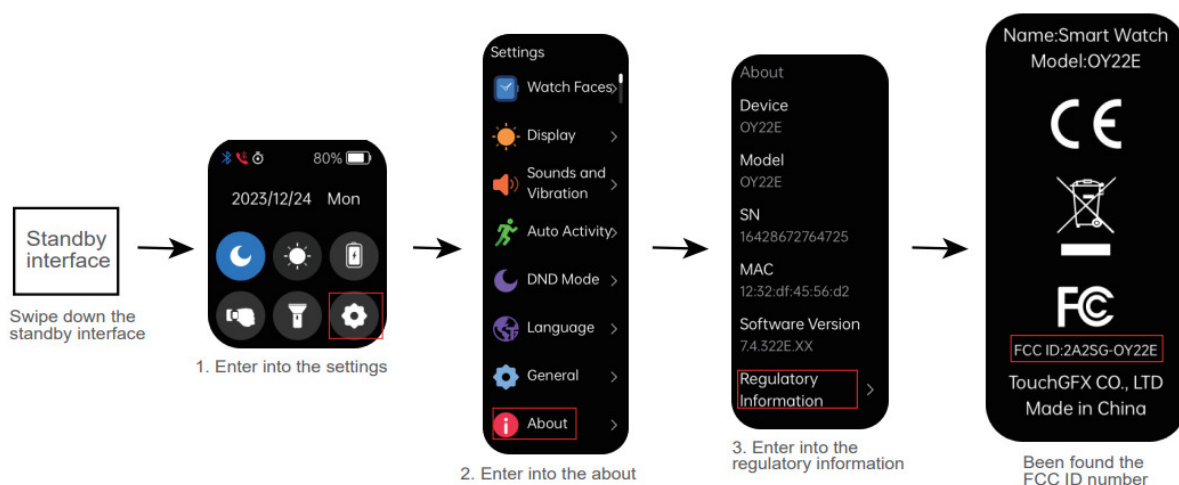 Standby
interface
Swipe down the
standby interface
80%
2023/12/24 Mon
1. Enter into the settings
Settings
Watch Faces
Display
Sounds and
Vibration
Auto Activity
DND Mode
Language
General
About
2. Enter into the about
About
Device
OY22E
Model
OY22E
SN
16428672764725
MAC
12:32:df:45:56:d2
Software Version
7.4.322E.XX
Regulatory
Information
3. Enter into the
regulatory information
Name:Smart Watch
Model:OY22E
CE
FC
FCC ID:2A2SG-OY22E
TouchGFX CO., LTD
Made in China
Been found the
FCC ID number